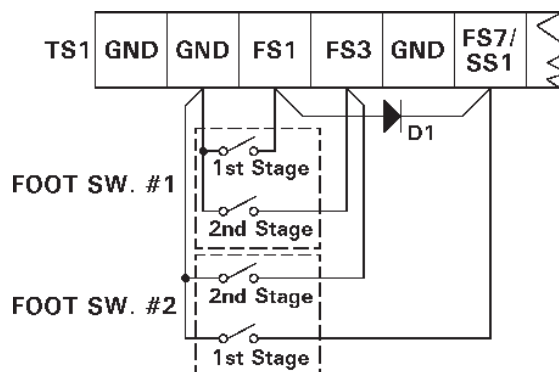 TS1 GND GND FS1 FS3 GND FS7/
SS1
D1
1st Stage
FOOT SW. #1
2nd Stage
2nd Stage
FOOT SW. #2
1st Stage